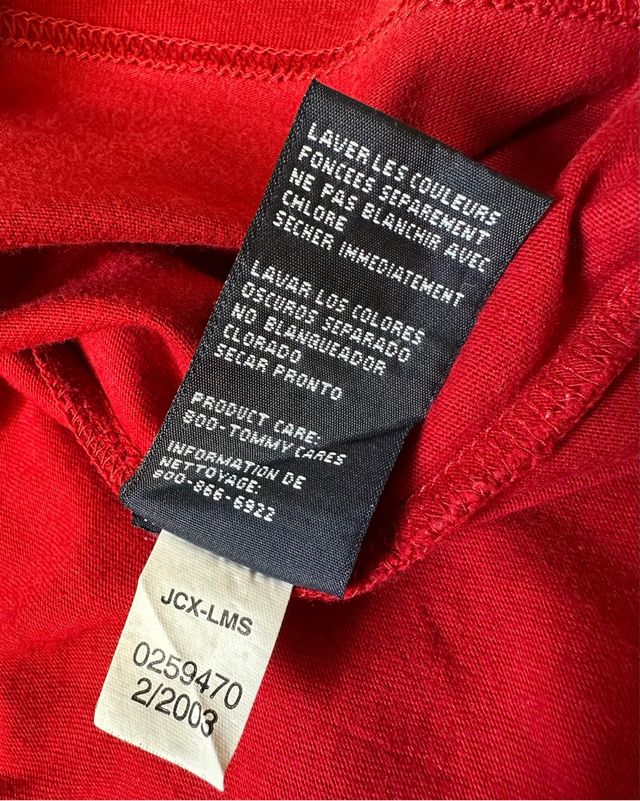 LAVER LES COULEURS
FONCEES SEPAREMENT
NE PAS BLANCHIR AVEC
CHLORE
SECHER IMMEDIATEMENT
LAVAR LOS COLORES
OSCUROS SEPARADO
NO BLANQUEADOR
CLORADO
SECAR PRONTO
PRODUCT CARE:
800-TOMMY CARES
INFORMATION DE
NETTOYAGE:
800-866-6922
JCX-LMS
0259470
2/2003